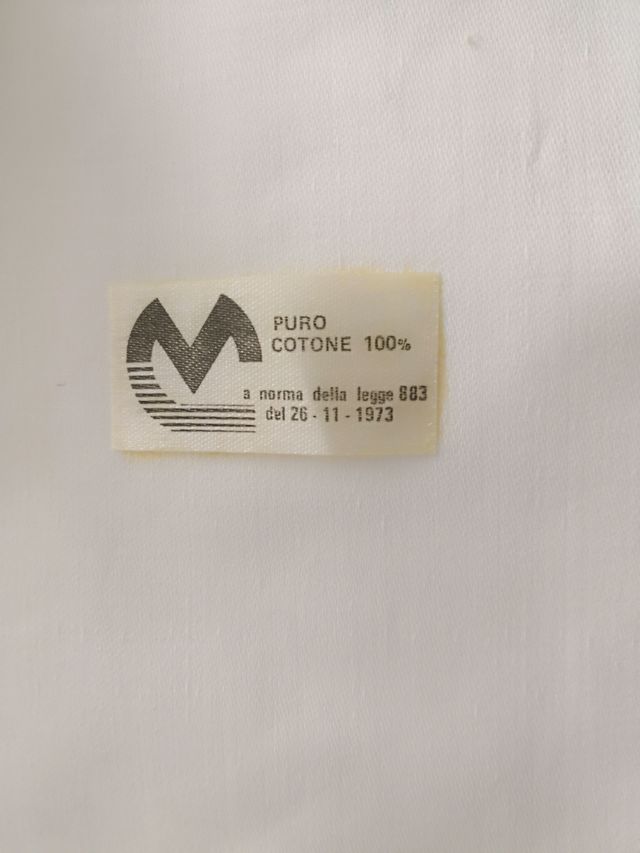 PURO
COTONE 100%
a norma della legge 883
del 26 - 11 - 1973